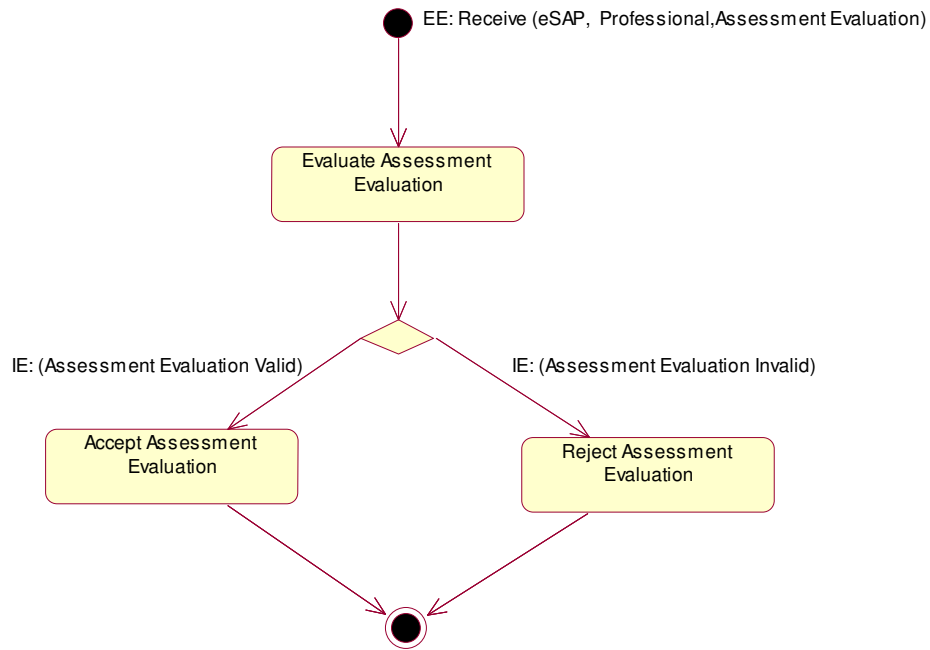 EE: Receive (eSAP, Professional,Assessment Evaluation)
Evaluate Assessment
Evaluation
IE: (Assessment Evaluation Valid)
IE: (Assessment Evaluation Invalid)
Accept Assessment
Evaluation
Reject Assessment
Evaluation